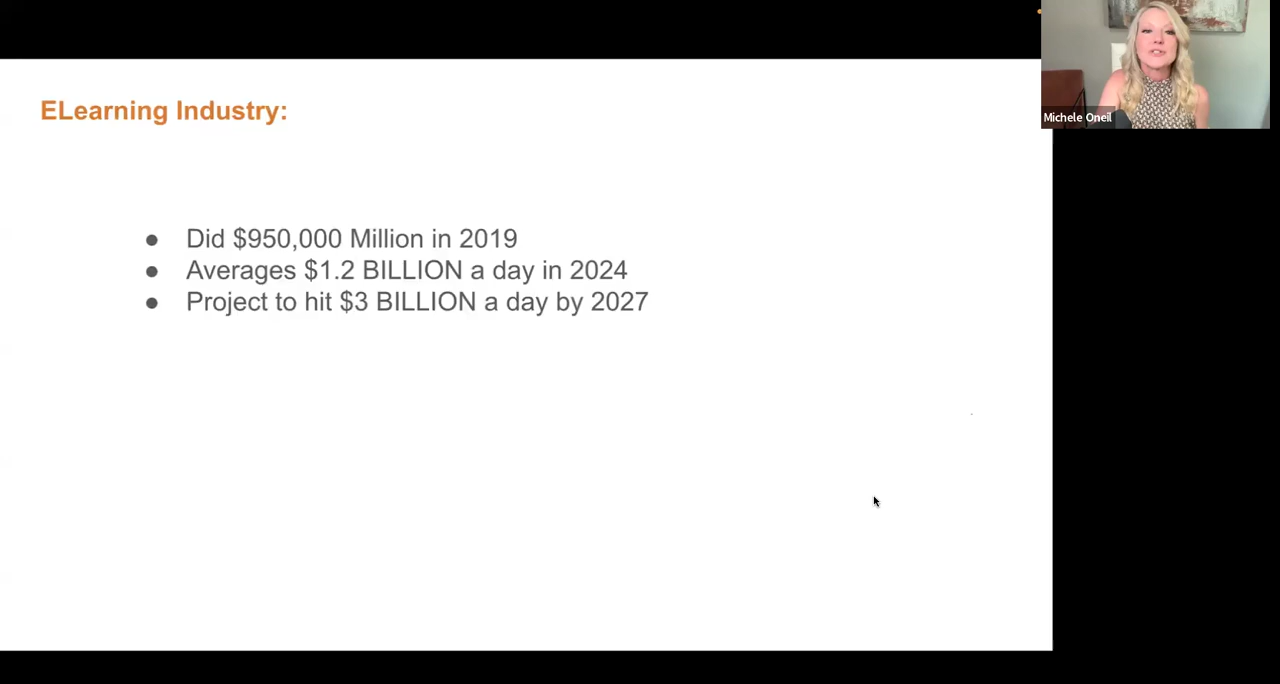 ELearning Industry:
● Did $950,000 Million in 2019
● Averages $1.2 BILLION a day in 2024
● Project to hit $3 BILLION a day by 2027
Michele Oneil